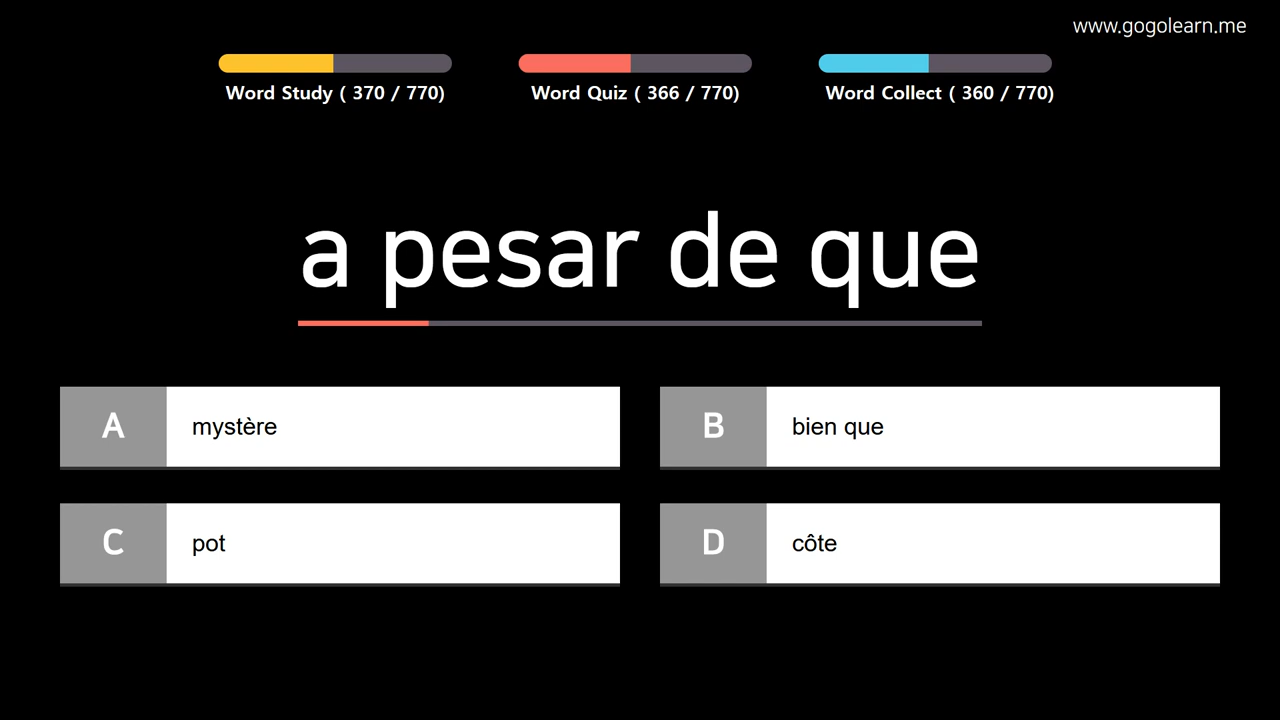 www.gogolearn.me
Word Study ( 370 / 770)
Word Quiz ( 366 / 770)
Word Collect ( 360 / 770)
a pesar de que
A mystère
B bien que
C pot
D côte